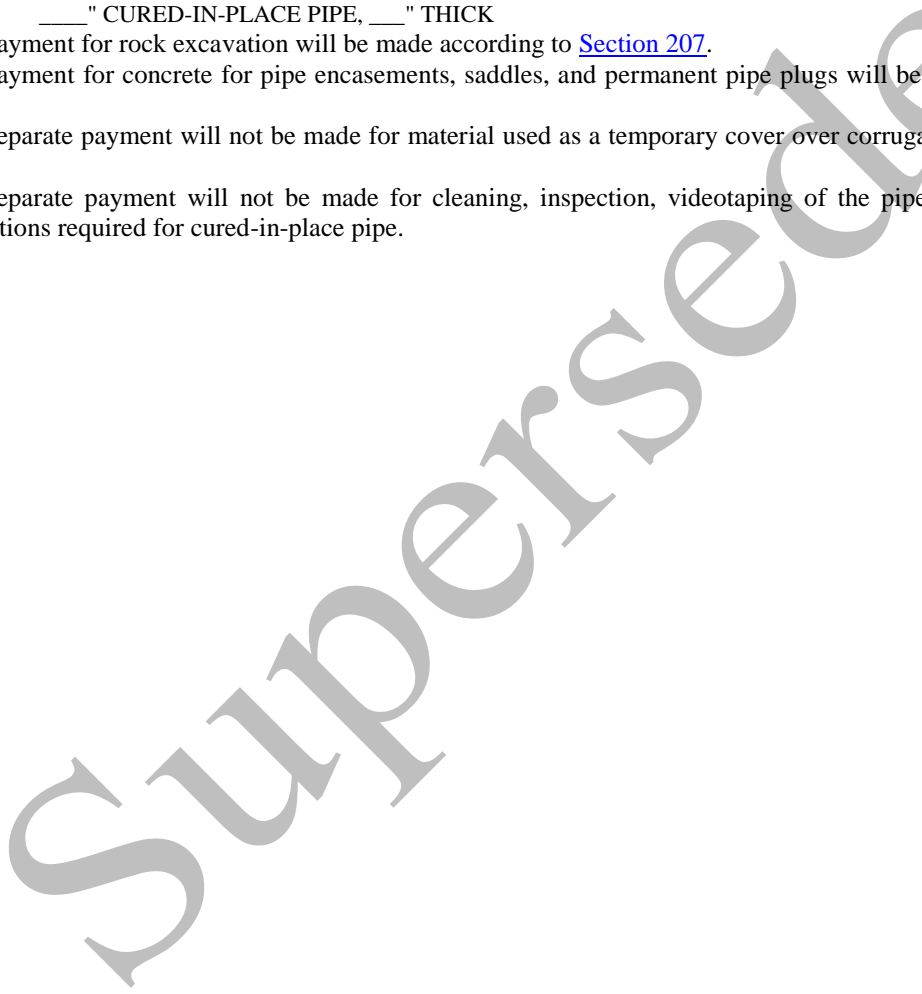 ____" CURED-IN-PLACE PIPE, ___" THICK
ayment for rock excavation will be made according to Section 207.
ayment for concrete for pipe encasements, saddles, and permanent pipe plugs will be
eparate payment will not be made for material used as a temporary cover over corruga
eparate payment will not be made for cleaning, inspection, videotaping of the pipe
tions required for cured-in-place pipe.
Supersede